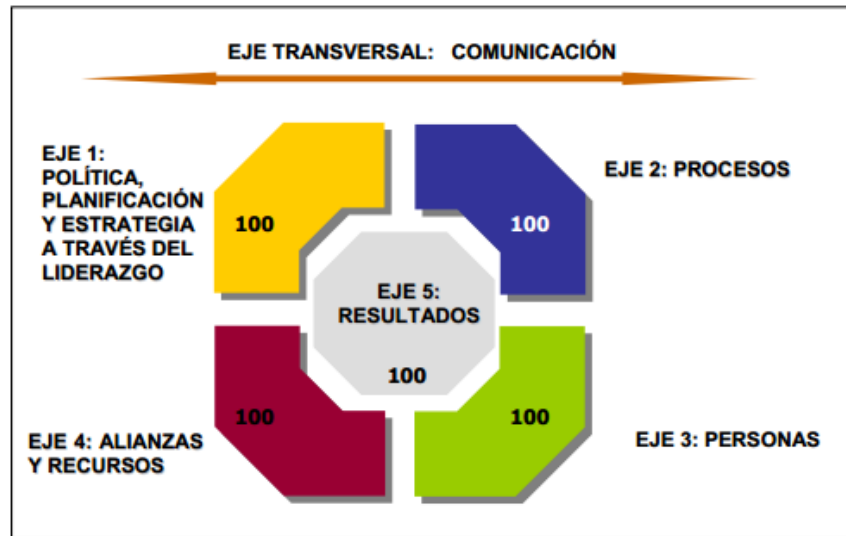 EJE TRANSVERSAL: COMUNICACIÓN
EJE 1:
POLÍTICA,
PLANIFICACIÓN
Y ESTRATEGIA
A TRAVÉS DEL
LIDERAZGO
100
EJE 2: PROCESOS
100
EJE 5:
RESULTADOS
100
EJE 4: ALIANZAS
Y RECURSOS
100
EJE 3: PERSONAS
100